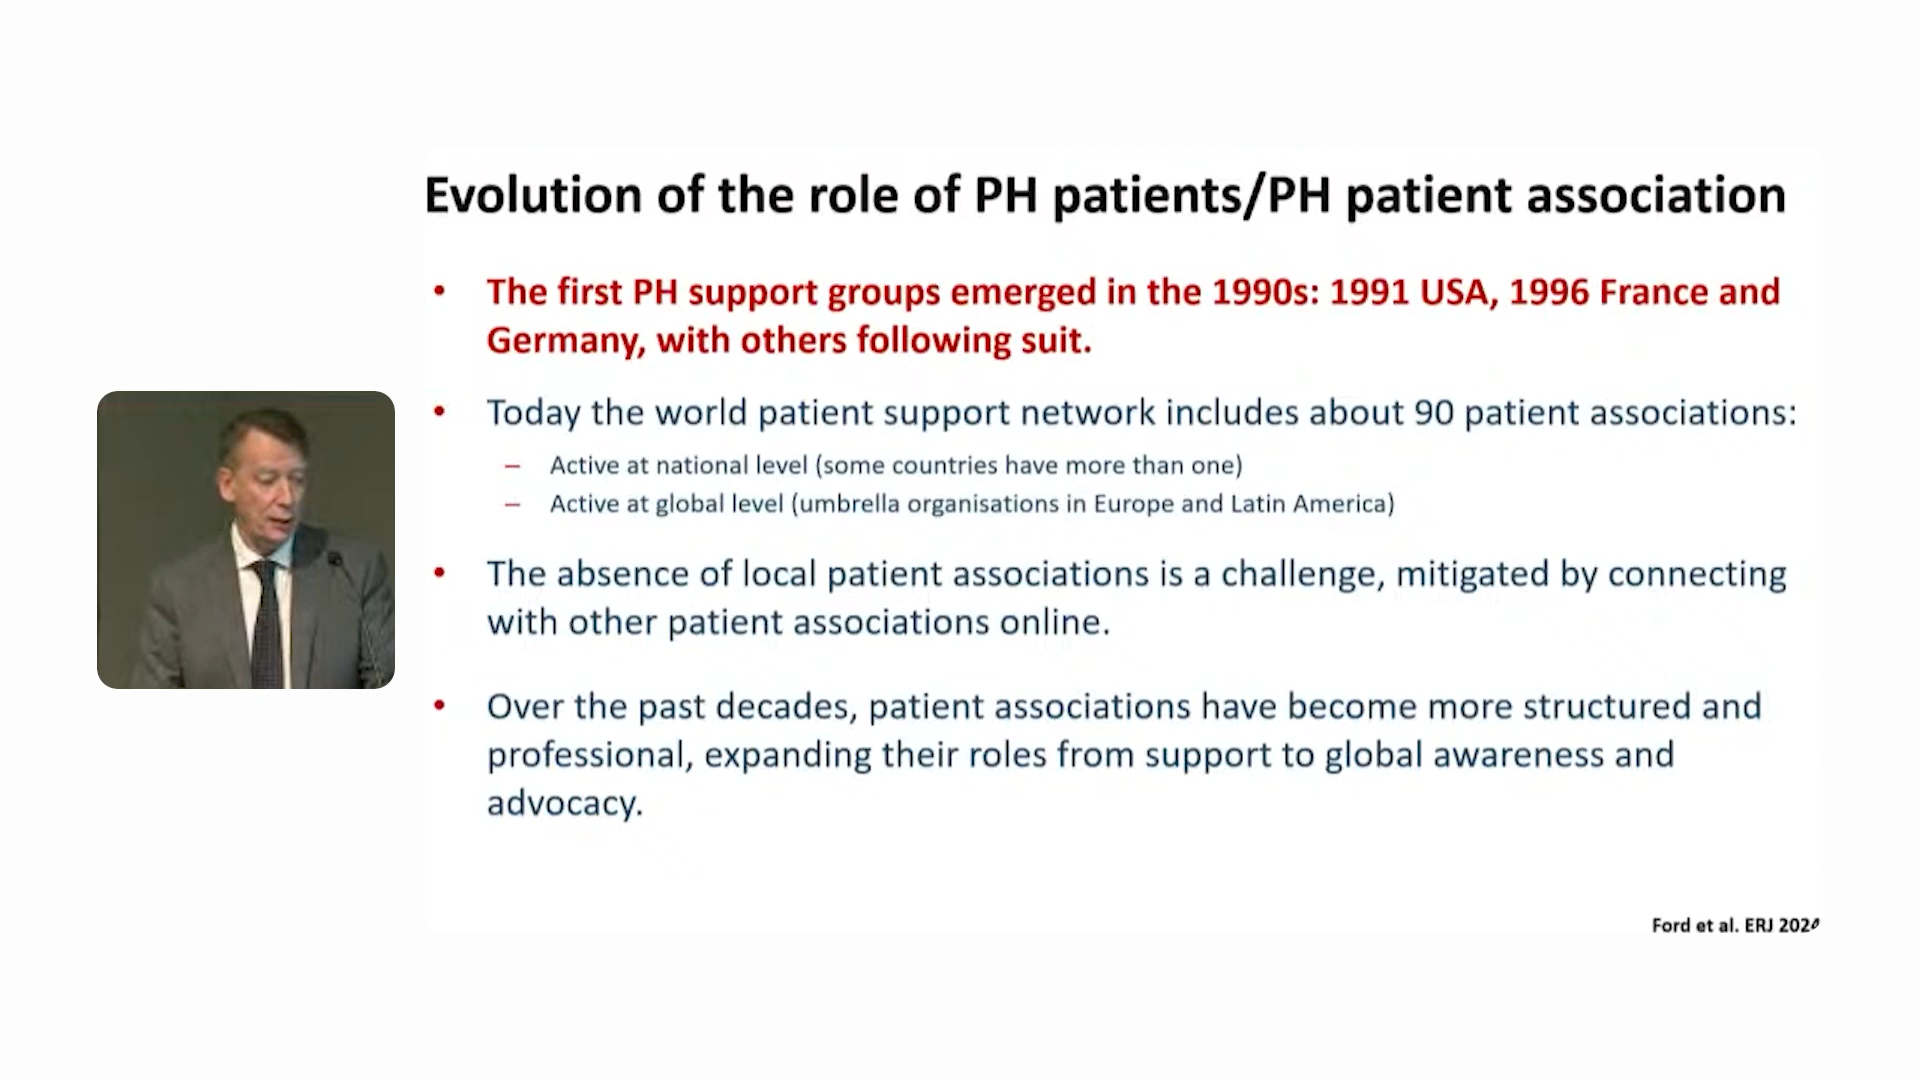 Evolution of the role of PH patients/PH patient association
• The first PH support groups emerged in the 1990s: 1991 USA, 1996 France and
Germany, with others following suit.
• Today the world patient support network includes about 90 patient associations:
– Active at national level (some countries have more than one)
– Active at global level (umbrella organisations in Europe and Latin America)
• The absence of local patient associations is a challenge, mitigated by connecting
with other patient associations online.
• Over the past decades, patient associations have become more structured and
professional, expanding their roles from support to global awareness and
advocacy.
Ford et al. ERJ